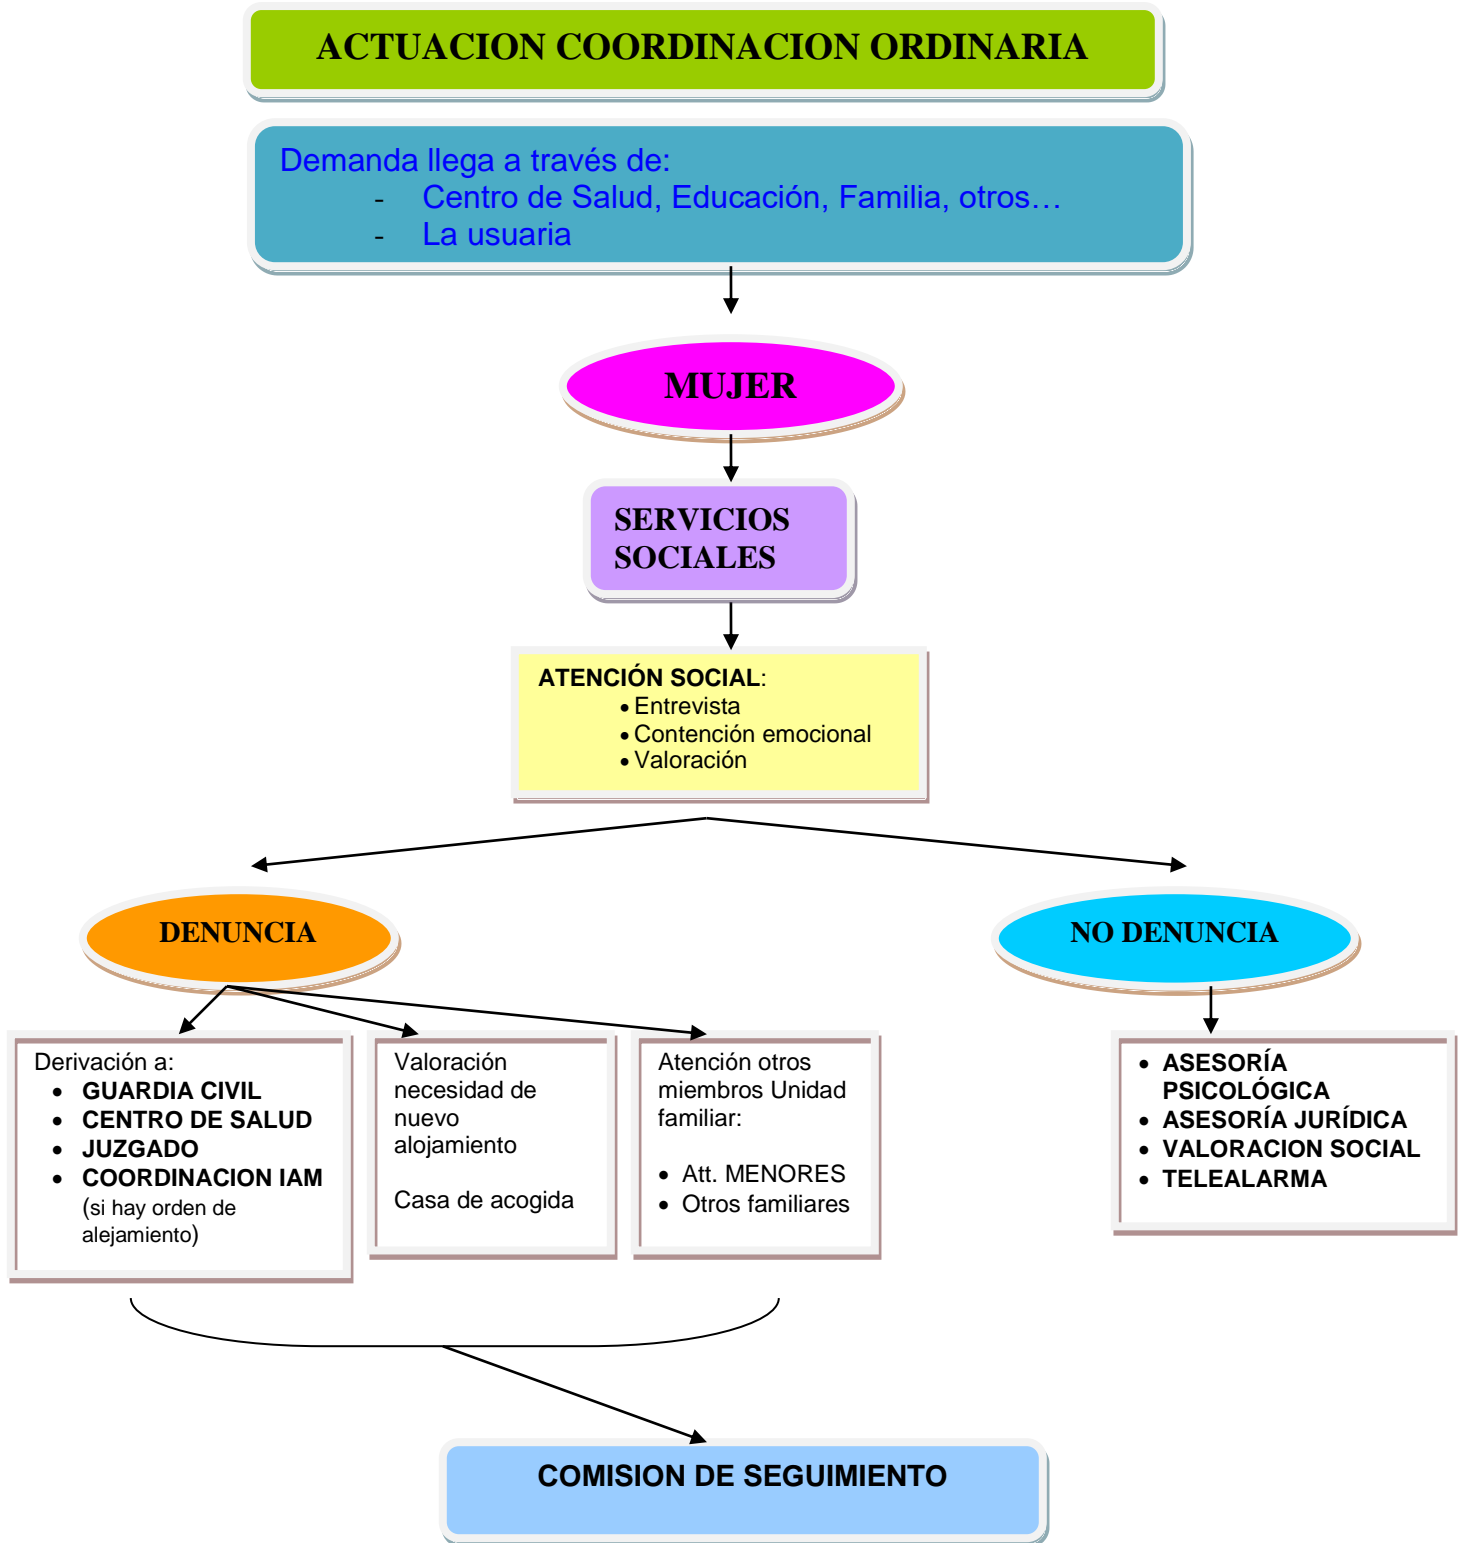 ACTUACION COORDINACION ORDINARIA
Demanda llega a través de:
- Centro de Salud, Educación, Familia, otros…
- La usuaria
MUJER
SERVICIOS
SOCIALES
ATENCIÓN SOCIAL:
• Entrevista
• Contención emocional
• Valoración
DENUNCIA
NO DENUNCIA
Derivación a:
• GUARDIA CIVIL
• CENTRO DE SALUD
• JUZGADO
• COORDINACION IAM
(si hay orden de
alejamiento)
Valoración
necesidad de
nuevo
alojamiento
Casa de acogida
Atención otros
miembros Unidad
familiar:
• Att. MENORES
• Otros familiares
• ASESORÍA
PSICOLÓGICA
• ASESORÍA JURÍDICA
• VALORACION SOCIAL
• TELEALARMA
COMISION DE SEGUIMIENTO